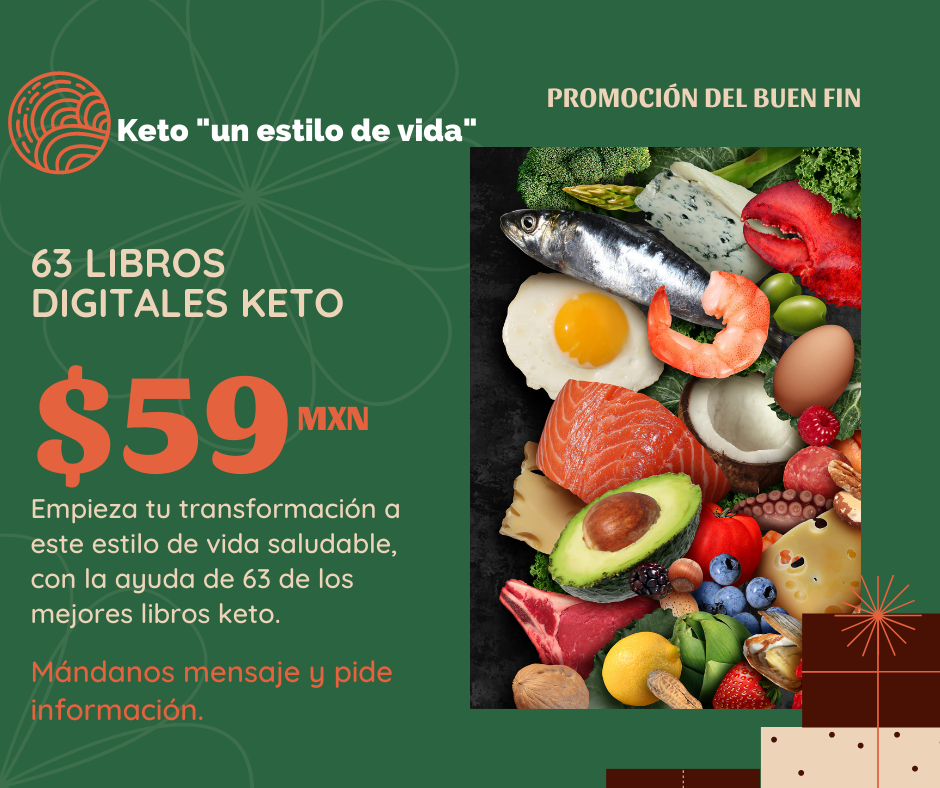 PROMOCIÓN DEL BUEN FIN
Keto "un estilo de vida"
63 LIBROS
DIGITALES KETO
$59 MXN
Empieza tu transformación a
este estilo de vida saludable,
con la ayuda de 63 de los
mejores libros keto.
Mándanos mensaje y pide
información.